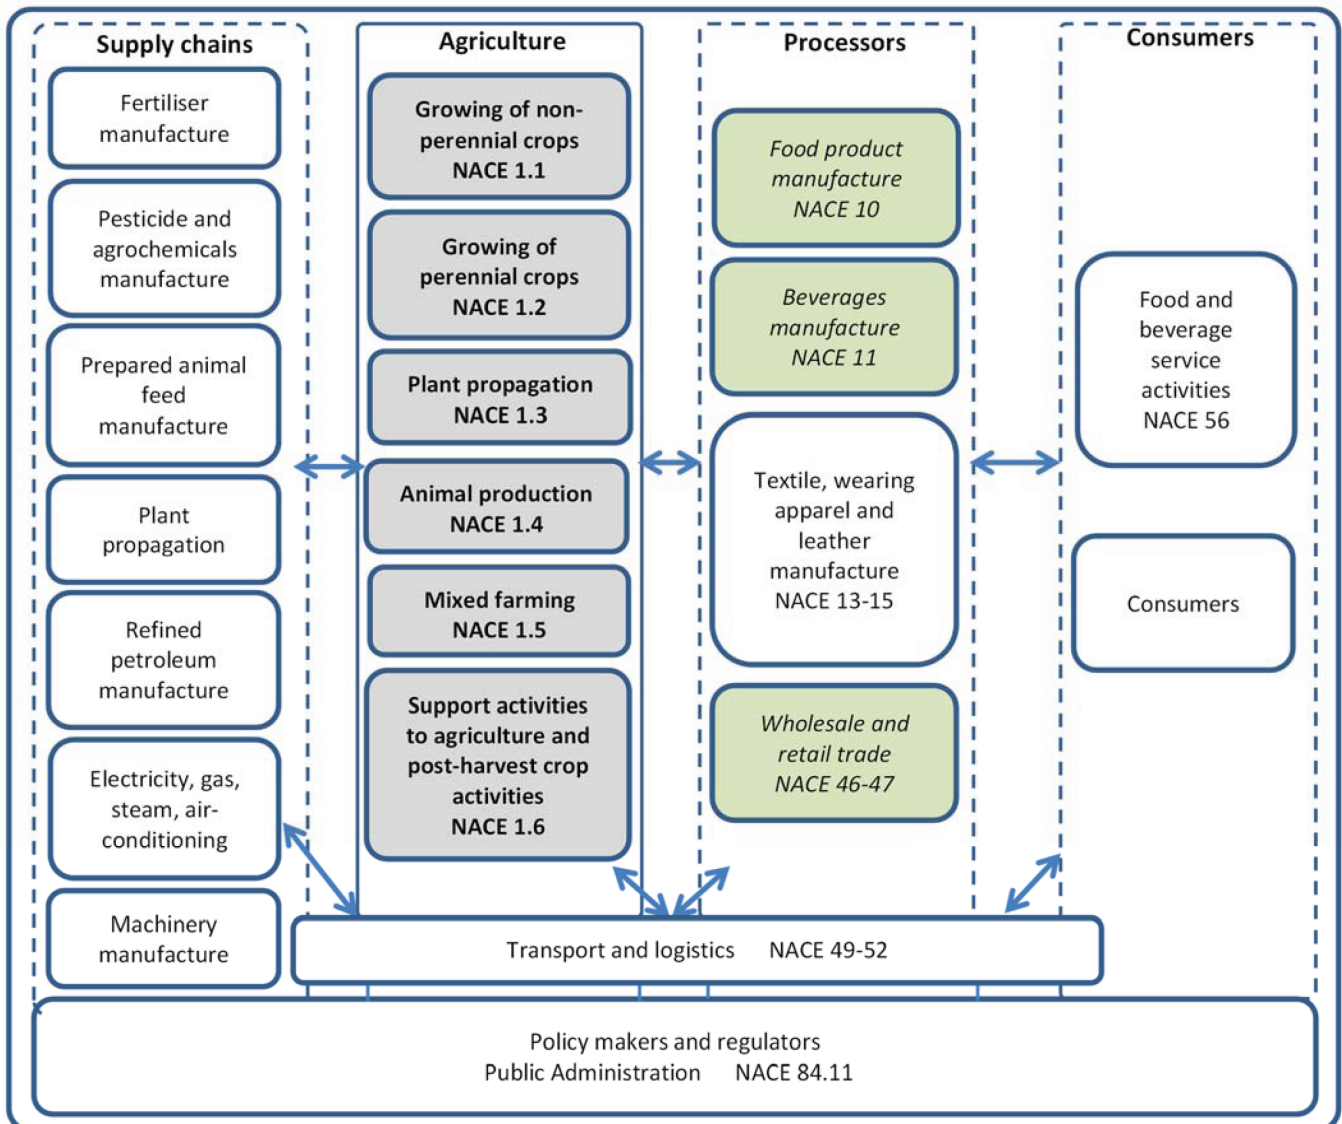 Supply chains
Fertiliser
manufacture
Pesticide and
agrochemicals
manufacture
Prepared animal
feed
manufacture
Plant
propagation
Refined
petroleum
manufacture
Electricity, gas,
steam, air-
conditioning
Machinery
manufacture
Agriculture
Growing of non-
perennial crops
NACE 1.1
Growing of
perennial crops
NACE 1.2
Plant propagation
NACE 1.3
Animal production
NACE 1.4
Mixed farming
NACE 1.5
Support activities
to agriculture and
post-harvest crop
activities
NACE 1.6
Processors
Food product
manufacture
NACE 10
Beverages
manufacture
NACE 11
Textile, wearing
apparel and
leather
manufacture
NACE 13-15
Wholesale and
retail trade
NACE 46-47
Consumers
Food and
beverage
service
activities
NACE 56
Consumers
Transport and logistics NACE 49-52
Policy makers and regulators
Public Administration NACE 84.11